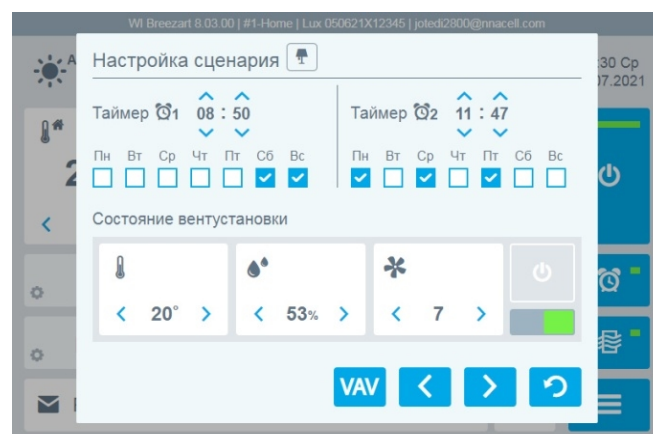 WI Breezart 8.03.00 | #1-Home | Lux 050621X12345 | jotedi2800@nnacell.com
Настройка сценария
:30 Ср
07.2021
Таймер 1 08 : 50
Таймер 2 11 : 47
Пн Вт Ср Чт Пт Сб Вс
Пн Вт Ср Чт Пт Сб Вс
Состояние вентустановки
20° 53% 7
VAV